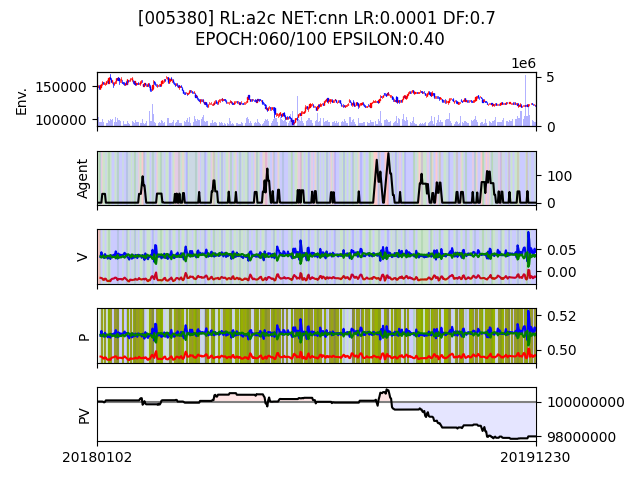 [005380] RL:a2c NET:cnn LR:0.0001 DF:0.7
EPOCH:060/100 EPSILON:0.40
1e6
Env.
150000
100000
5
0
Agent
100
0
V
0.05
0.00
P
0.52
0.50
PV
100000000
98000000
20180102
20191230